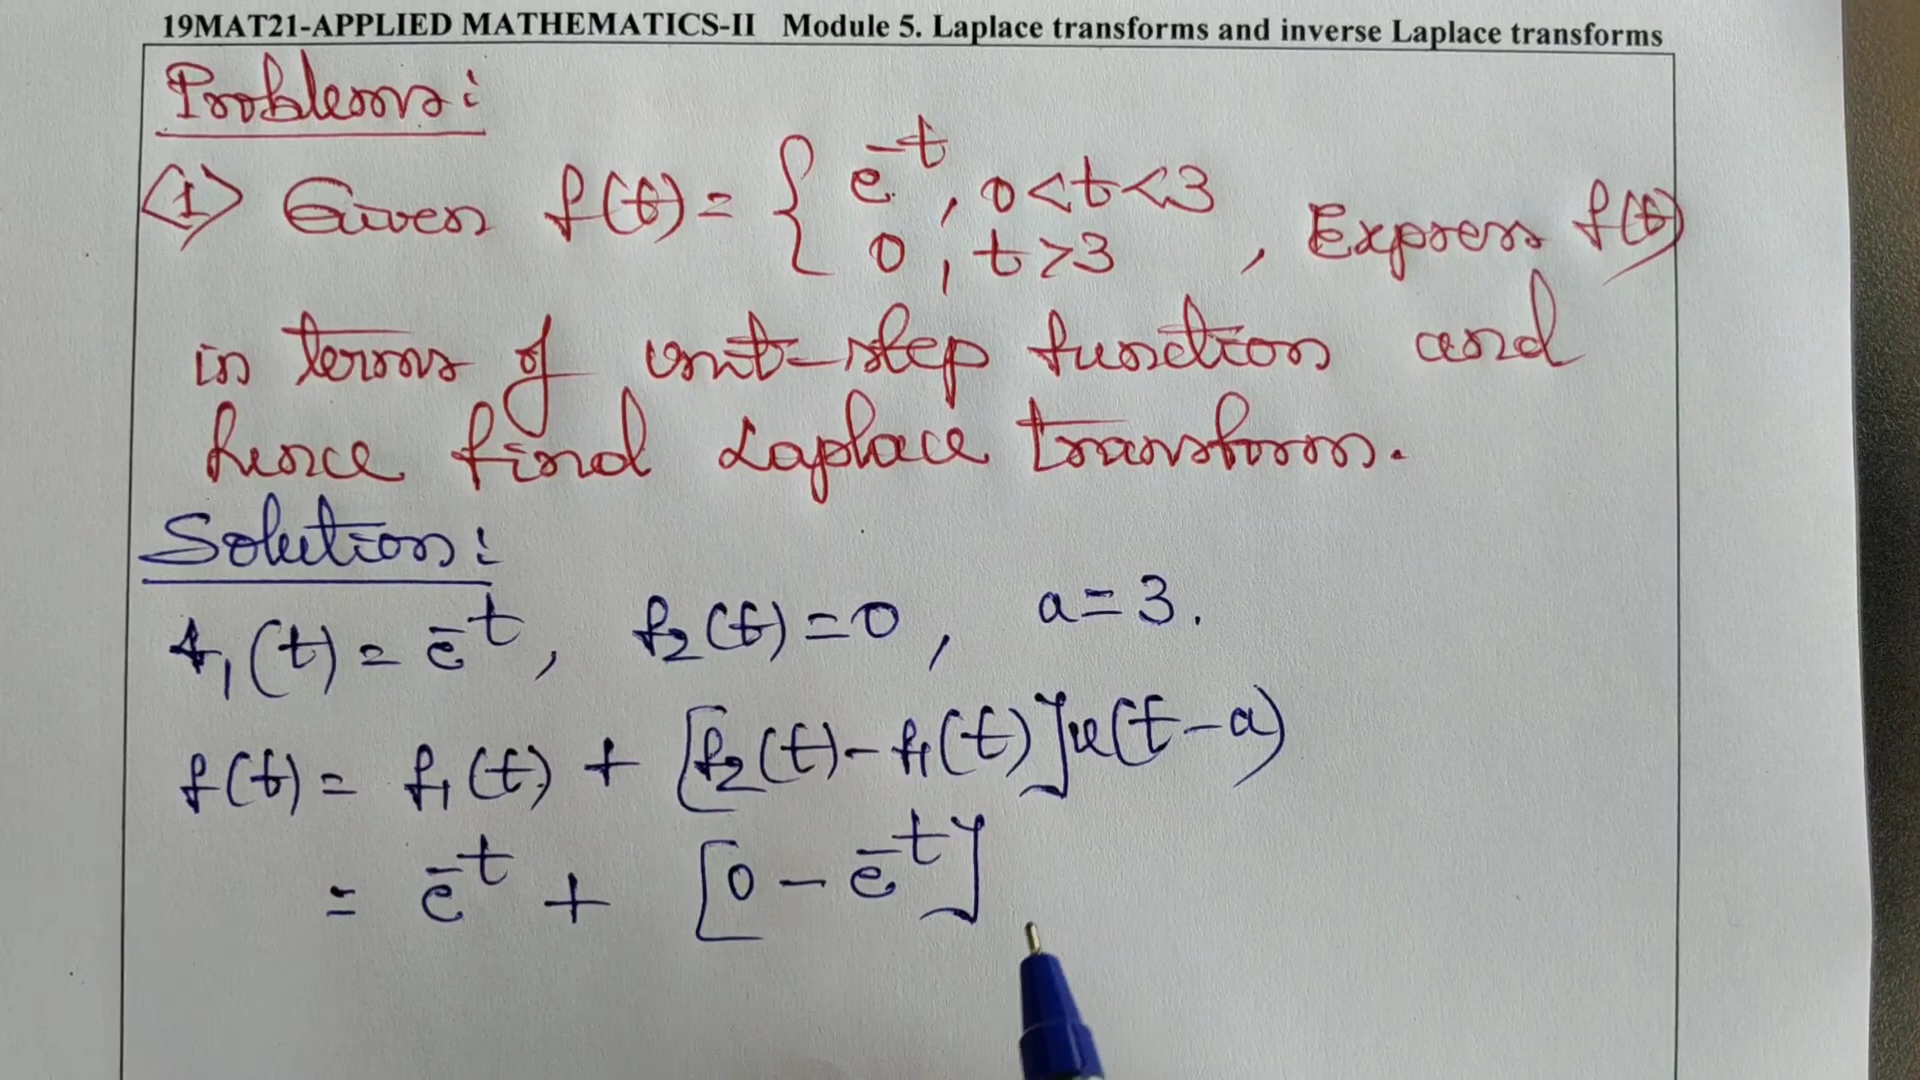 19MAT21-APPLIED MATHEMATICS-II Module 5. Laplace transforms and inverse Laplace transforms
Problems:
<1> Given f(t) = { e^-t, 0<t<3
0, t>3 , Express f(t)
in terms of unit-step function and
hence find Laplace transform.
Solution:
f₁(t) = e^-t, f₂(t) = 0, a = 3.
f(t) = f₁(t) + [f₂(t) - f₁(t)]u(t-a)
= e^-t + [0 - e^-t]